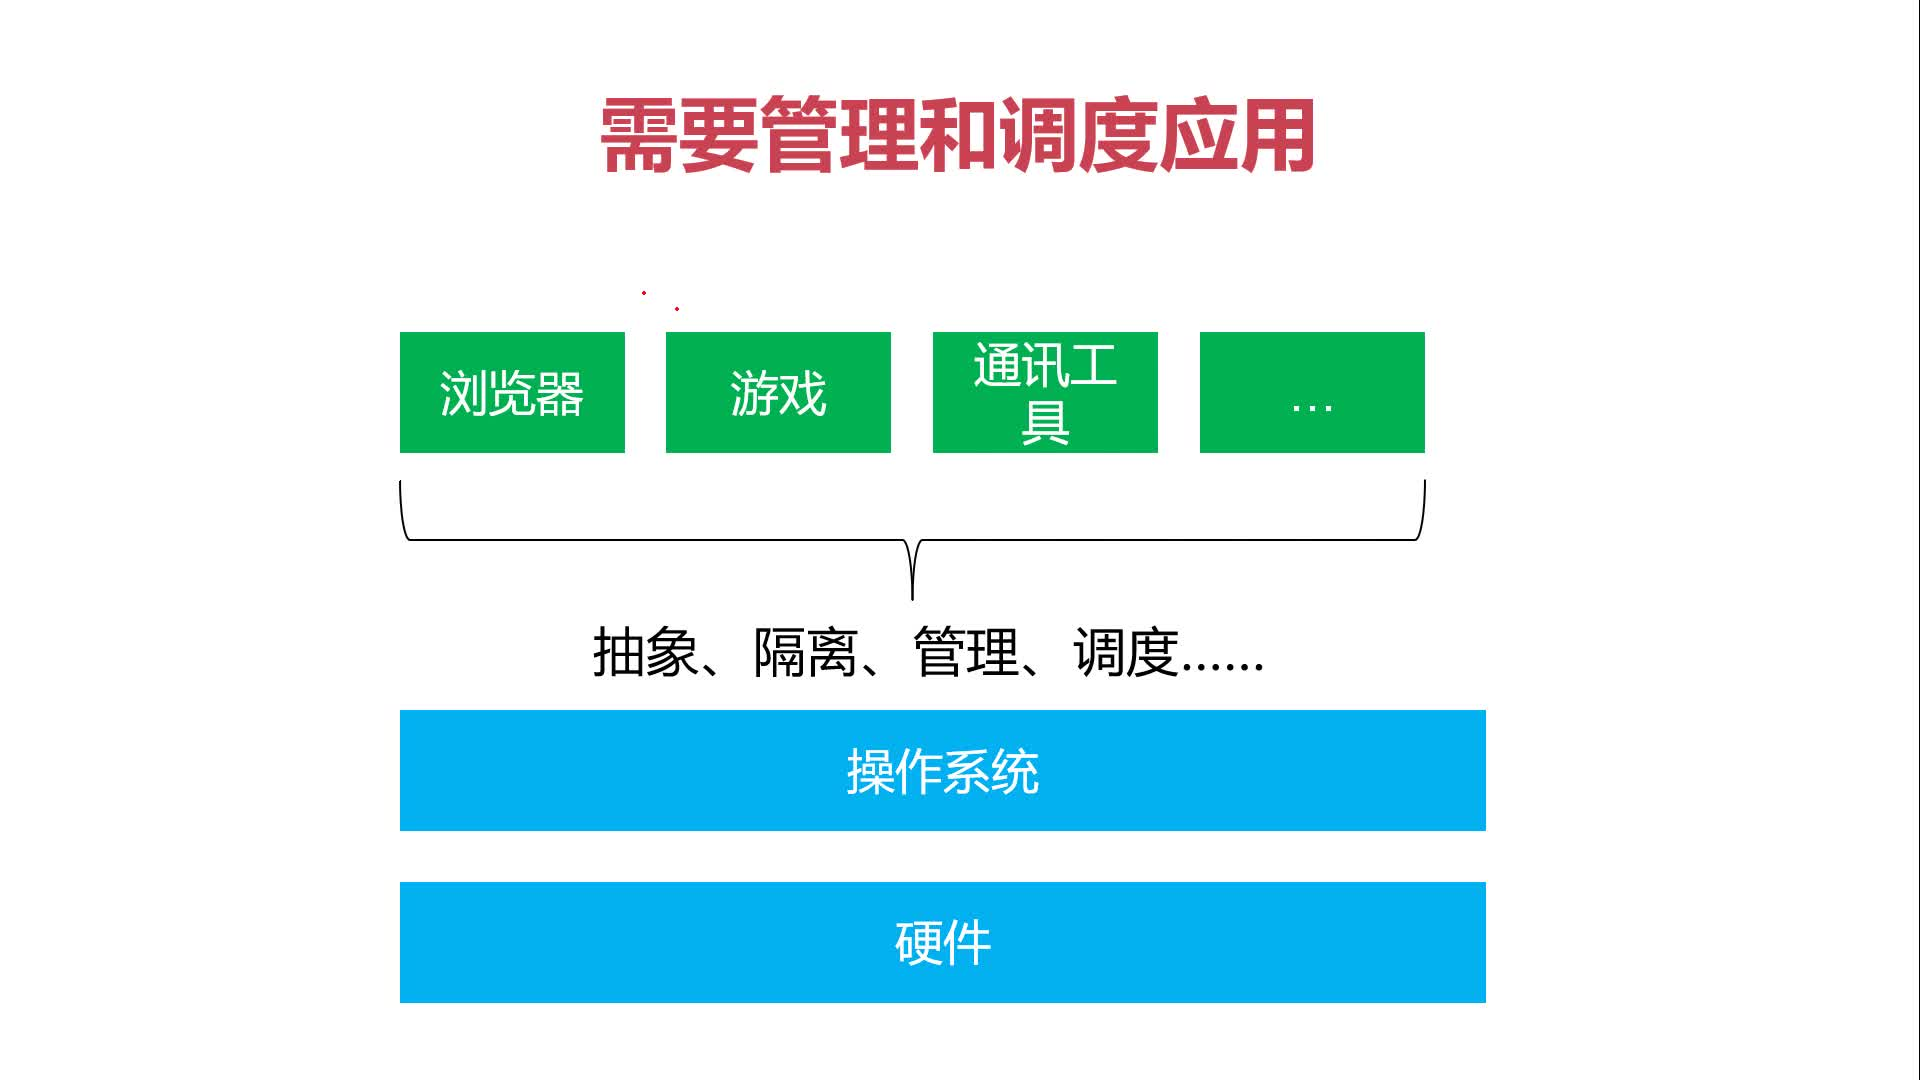 需要管理和调度应用
浏览器
游戏
通讯工
具
...
抽象、隔离、管理、调度......
操作系统
硬件